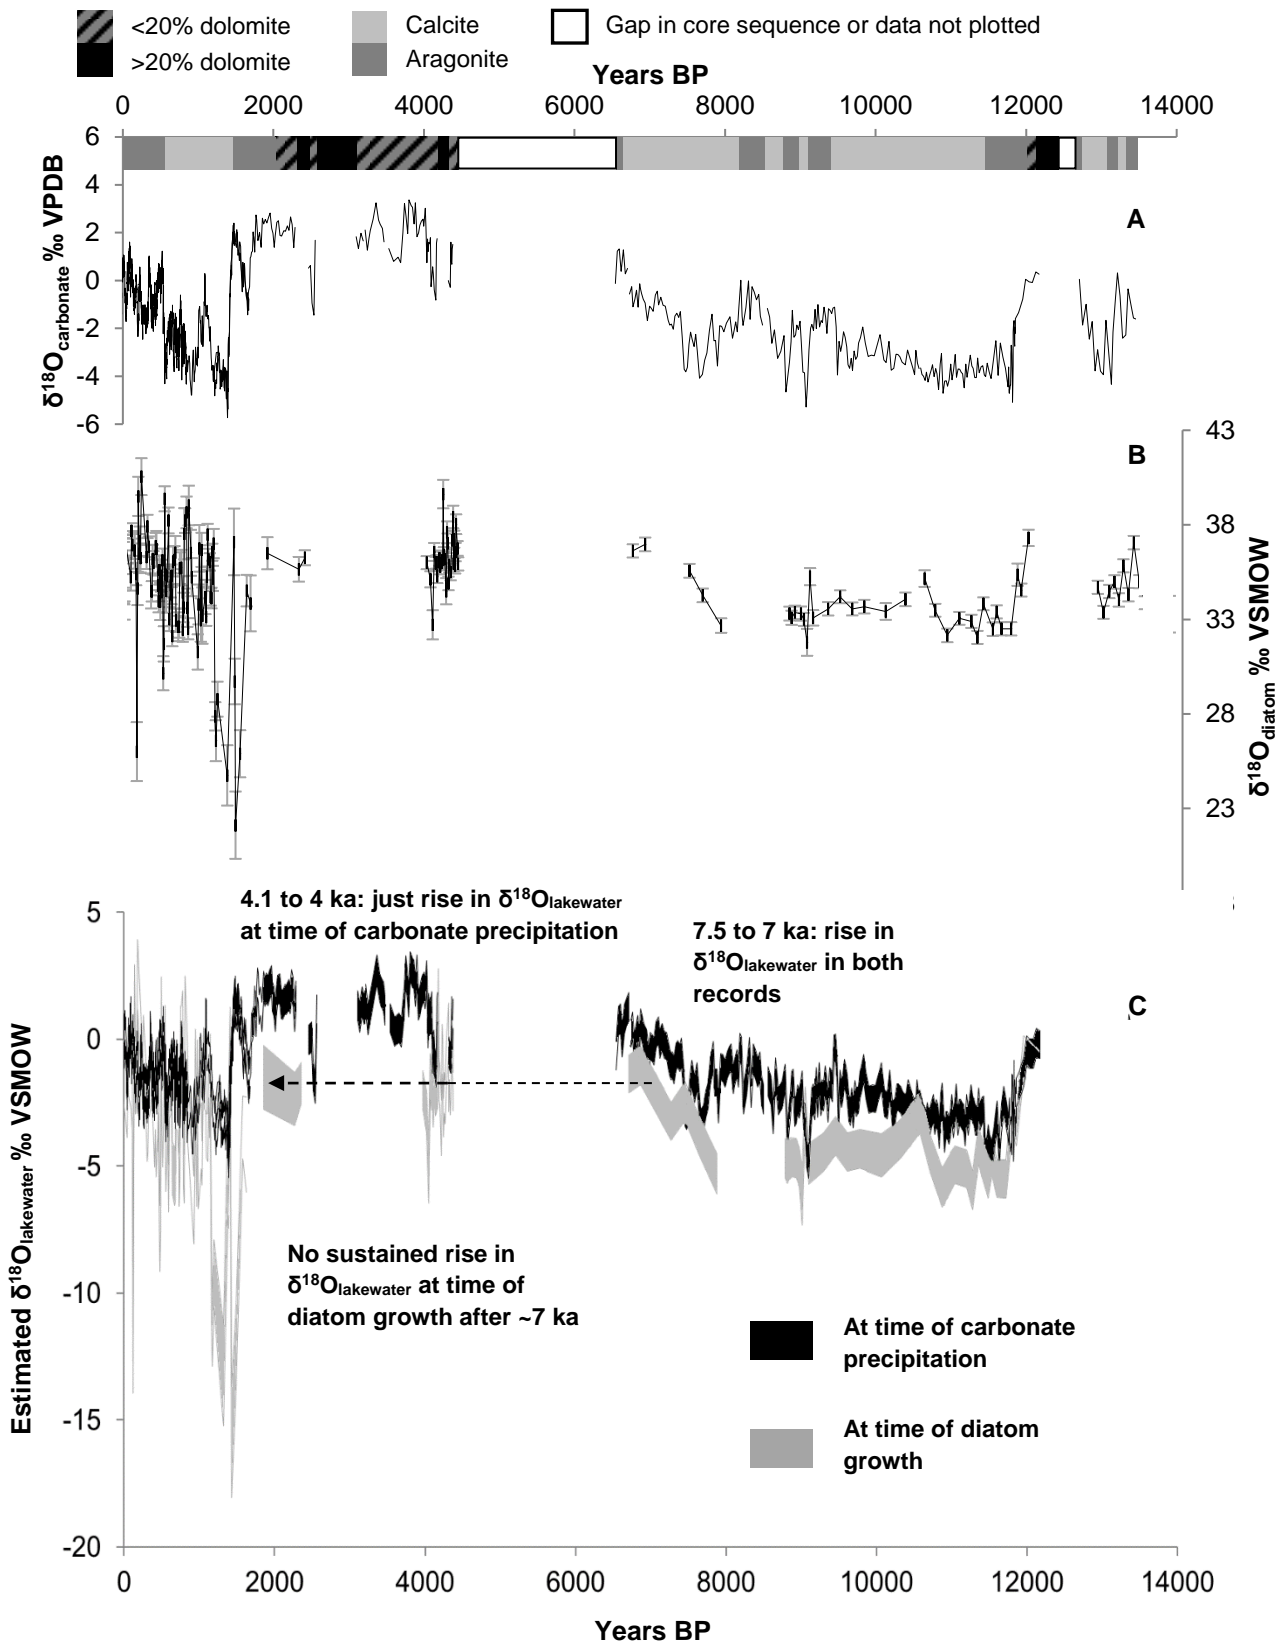 <20% dolomite
>20% dolomite
Calcite
Aragonite
Gap in core sequence or data not plotted
Years BP
0 2000 4000 6000 8000 10000 12000 14000
6
4
2
0
-2
-4
-6
δ18Ocarbonate ‰ VPDB
A
B
43
38
33
28
23
δ18Odiatom ‰ VSMOW
4.1 to 4 ka: just rise in δ18Olakewater
at time of carbonate precipitation
7.5 to 7 ka: rise in
δ18Olakewater in both
records
C
5
0
-5
-10
-15
-20
Estimated δ18Olakewater ‰ VSMOW
No sustained rise in
δ18Olakewater at time of
diatom growth after ~7 ka
At time of carbonate
precipitation
At time of diatom
growth
0 2000 4000 6000 8000 10000 12000 14000
Years BP